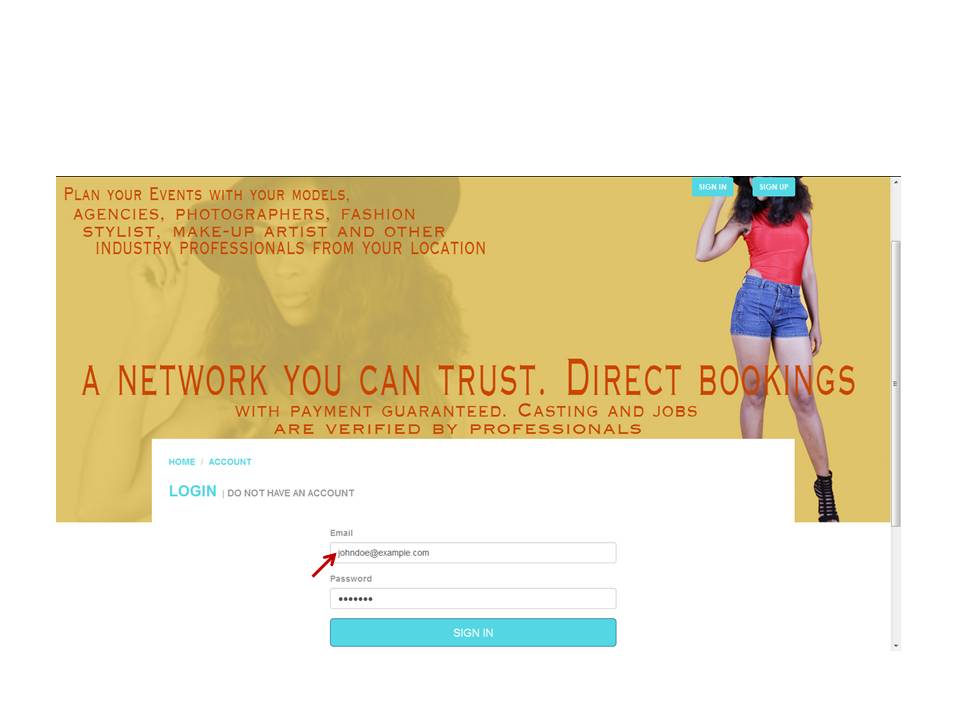 PLAN YOUR EVENTS WITH YOUR MODELS,
AGENCIES, PHOTOGRAPHERS, FASHION
STYLIST, MAKE-UP ARTIST AND OTHER
INDUSTRY PROFESSIONALS FROM YOUR LOCATION
SIGN IN SIGN UP
A NETWORK YOU CAN TRUST. DIRECT BOOKINGS
WITH PAYMENT GUARANTEED. CASTING AND JOBS
ARE VERIFIED BY PROFESSIONALS
HOME / ACCOUNT
LOGIN | DO NOT HAVE AN ACCOUNT
Email
johndoe@example.com
Password
•••••••
SIGN IN